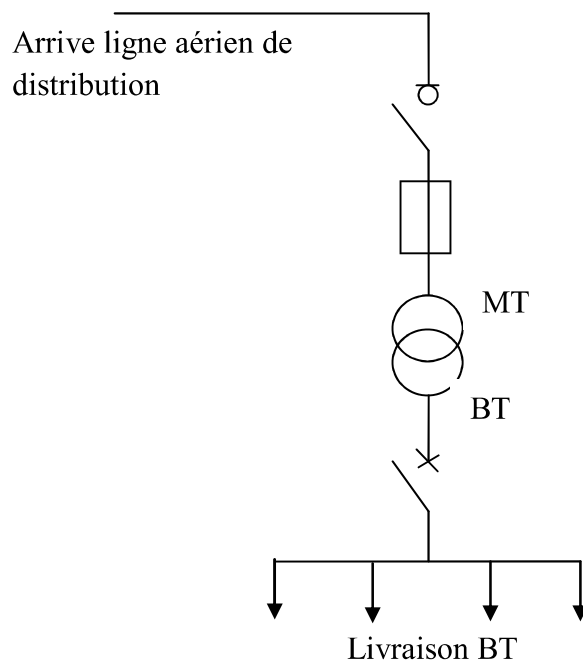 Arrive ligne aérien de
distribution
MT
BT
Livraison BT